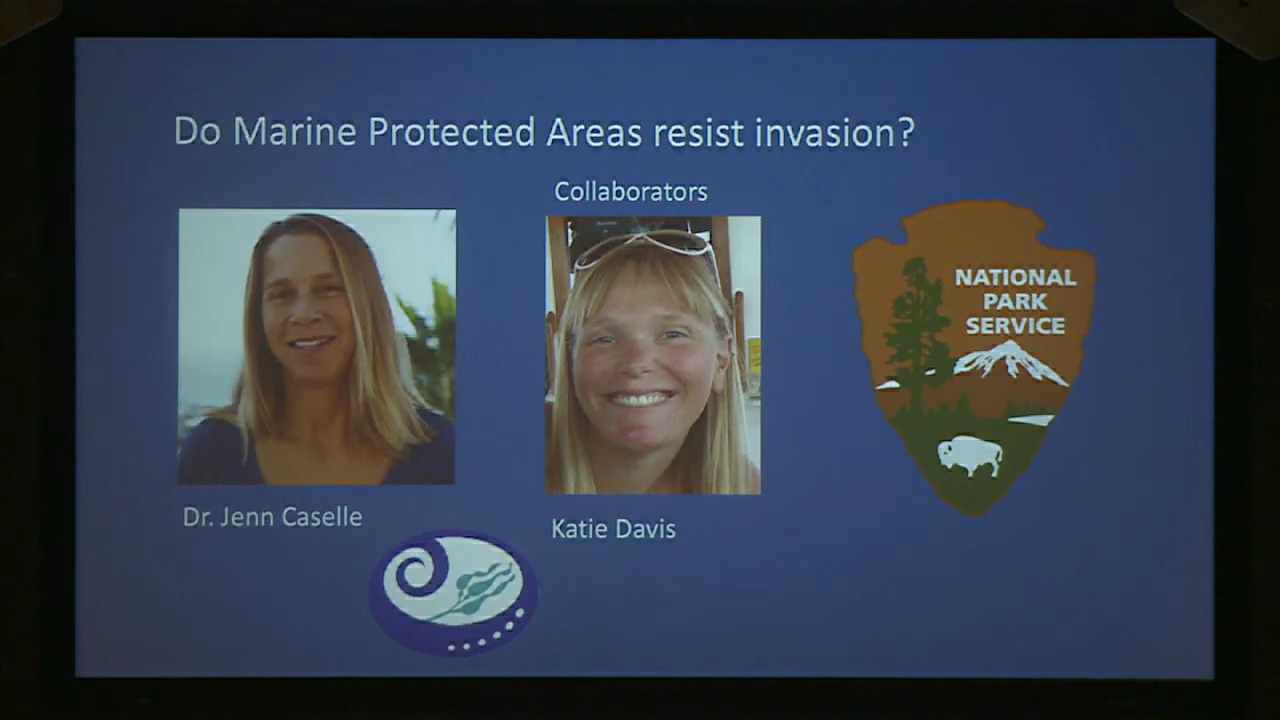 Do Marine Protected Areas resist invasion?
Collaborators
NATIONAL
PARK
SERVICE
Dr. Jenn Caselle
Katie Davis